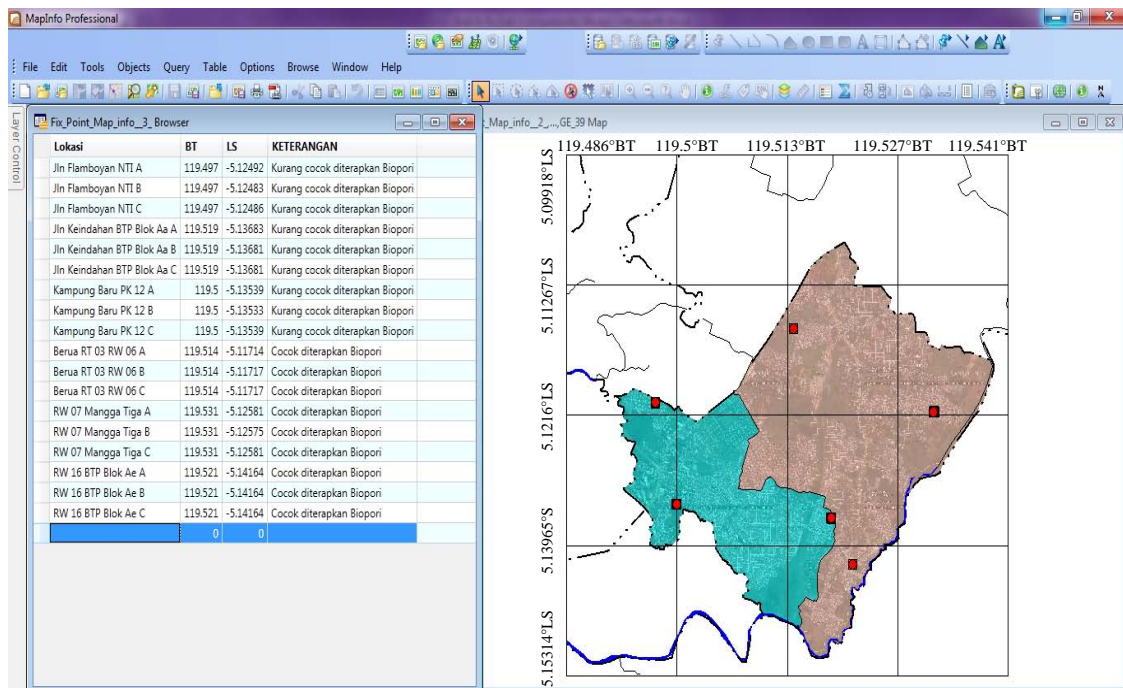 MapInfo Professional
File Edit Tools Objects Query Table Options Browse Window Help
Layer Control
Fix_Point_Map_info__3_ Browser
Lokasi BT LS KETERANGAN
Jln Flamboyan NTI A 119.497 -5.12492 Kurang cocok diterapkan Biopori
Jln Flamboyan NTI B 119.497 -5.12483 Kurang cocok diterapkan Biopori
Jln Flamboyan NTI C 119.497 -5.12486 Kurang cocok diterapkan Biopori
Jln Keindahan BTP Blok Aa A 119.519 -5.13683 Kurang cocok diterapkan Biopori
Jln Keindahan BTP Blok Aa B 119.519 -5.13681 Kurang cocok diterapkan Biopori
Jln Keindahan BTP Blok Aa C 119.519 -5.13681 Kurang cocok diterapkan Biopori
Kampung Baru PK 12 A 119.5 -5.13539 Kurang cocok diterapkan Biopori
Kampung Baru PK 12 B 119.5 -5.13533 Kurang cocok diterapkan Biopori
Kampung Baru PK 12 C 119.5 -5.13539 Kurang cocok diterapkan Biopori
Berua RT 03 RW 06 A 119.514 -5.11714 Cocok diterapkan Biopori
Berua RT 03 RW 06 B 119.514 -5.11717 Cocok diterapkan Biopori
Berua RT 03 RW 06 C 119.514 -5.11717 Cocok diterapkan Biopori
RW 07 Mangga Tiga A 119.531 -5.12581 Cocok diterapkan Biopori
RW 07 Mangga Tiga B 119.531 -5.12575 Cocok diterapkan Biopori
RW 07 Mangga Tiga C 119.531 -5.12581 Cocok diterapkan Biopori
RW 16 BTP Blok Ae A 119.521 -5.14164 Cocok diterapkan Biopori
RW 16 BTP Blok Ae B 119.521 -5.14164 Cocok diterapkan Biopori
RW 16 BTP Blok Ae C 119.521 -5.14164 Cocok diterapkan Biopori
0 0
_Map_info__2_,...,GE_39 Map
119.486°BT 119.5°BT 119.513°BT 119.527°BT 119.541°BT
5.09918°LS
5.11267°LS
5.1216°LS
5.13965°S
5.15314°LS